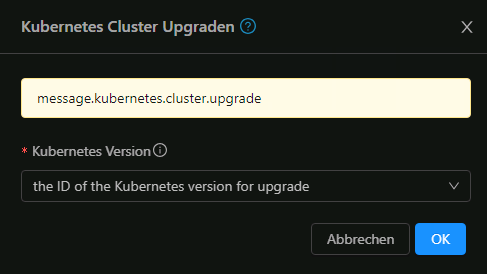 Kubernetes Cluster Upgraden
message.kubernetes.cluster.upgrade
* Kubernetes Version
the ID of the Kubernetes version for upgrade
Abbrechen OK